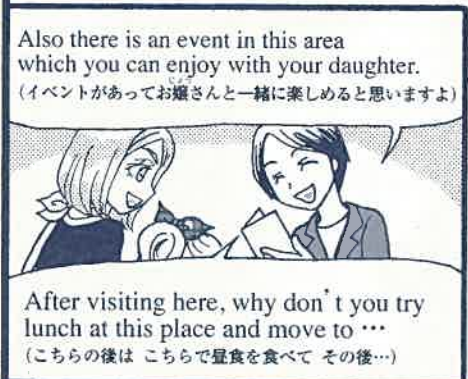 Also there is an event in this area
which you can enjoy with your daughter.
(イベントがあってお嬢さんと一緒に楽しめると思いますよ)
After visiting here, why don't you try
lunch at this place and move to …
(こちらの後は こちらで昼食を食べて その後…)